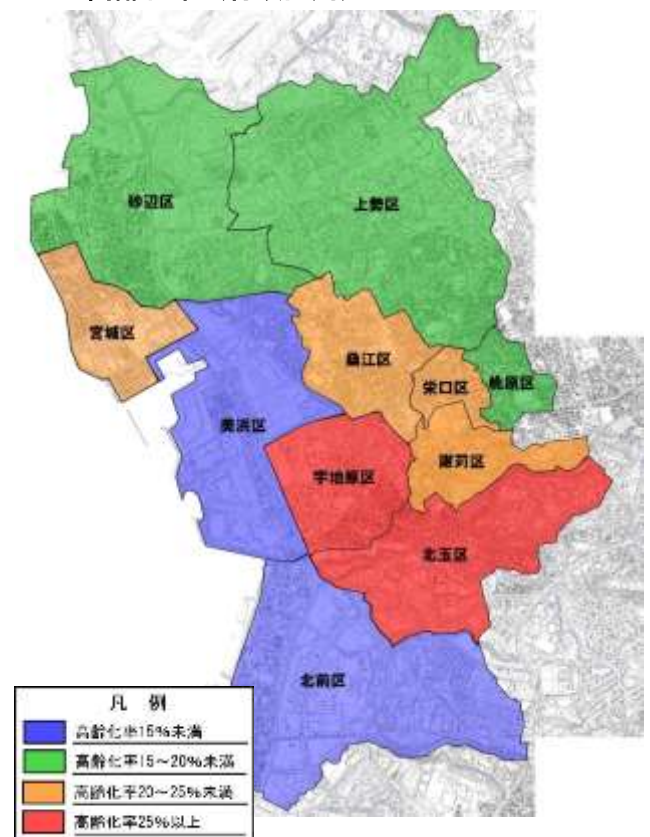 砂辺区
上勢区
宮城区
桑江区
栄口区
桃原区
美浜区
謝苅区
宇地原区
北玉区
北前区
凡 例
高齢化率15%未満
高齢化率15～20%未満
高齢化率20～25%未満
高齢化率25%以上